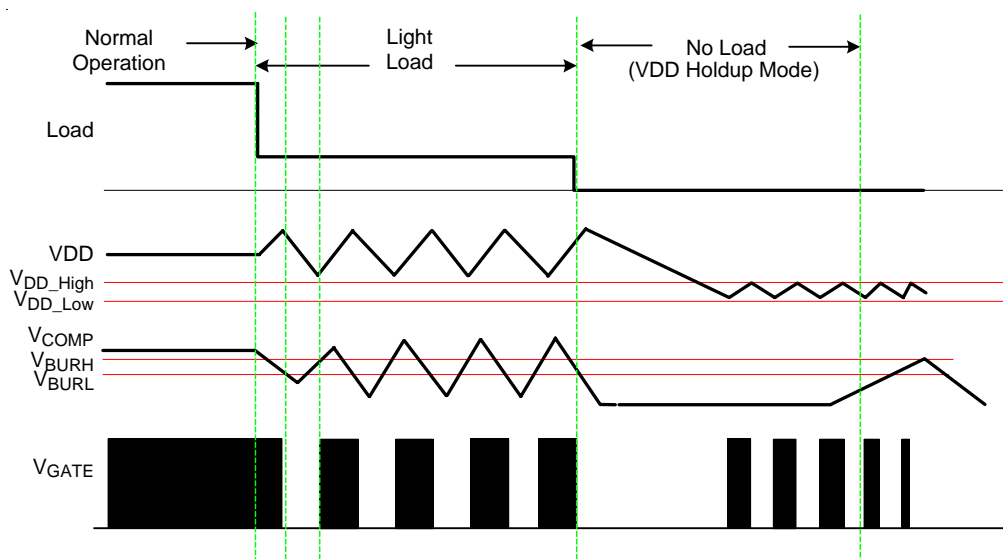 Normal
Operation
Light
Load
No Load
(VDD Holdup Mode)
Load
VDD
VDD_High
VDD_Low
VCOMP
VBURH
VBURL
VGATE